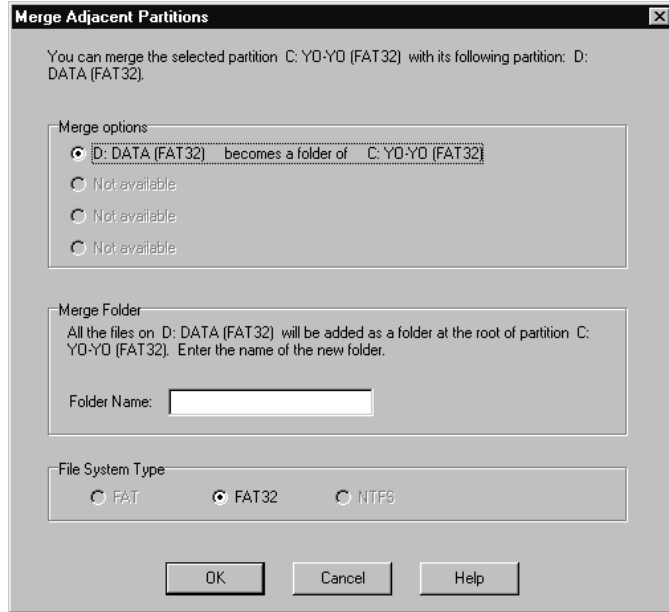 Merge Adjacent Partitions
You can merge the selected partition C: YO-YO (FAT32) with its following partition: D:
DATA (FAT32).
Merge options
D: DATA (FAT32) becomes a folder of C: YO-YO (FAT32)
Not available
Not available
Not available
Merge Folder
All the files on D: DATA (FAT32) will be added as a folder at the root of partition C:
YO-YO (FAT32). Enter the name of the new folder.
Folder Name:
File System Type
FAT FAT32 NTFS
OK Cancel Help